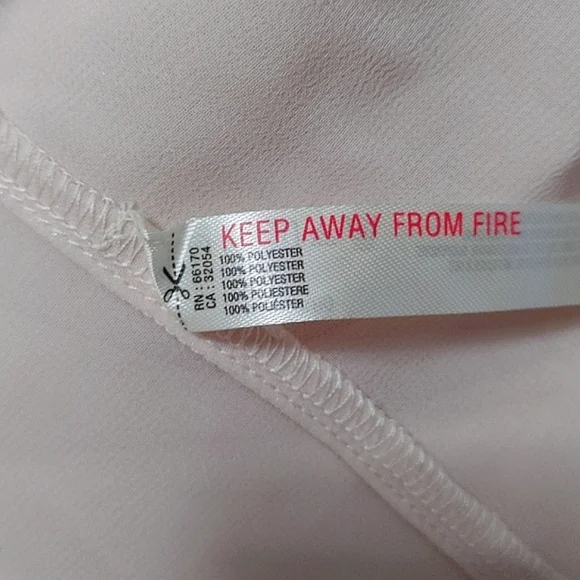 KEEP AWAY FROM FIRE
RN : 66170
CA : 32054
100% POLYESTER
100% POLYESTER
100% POLYESTER
100% POLIESTERE
100% POLIÉSTER